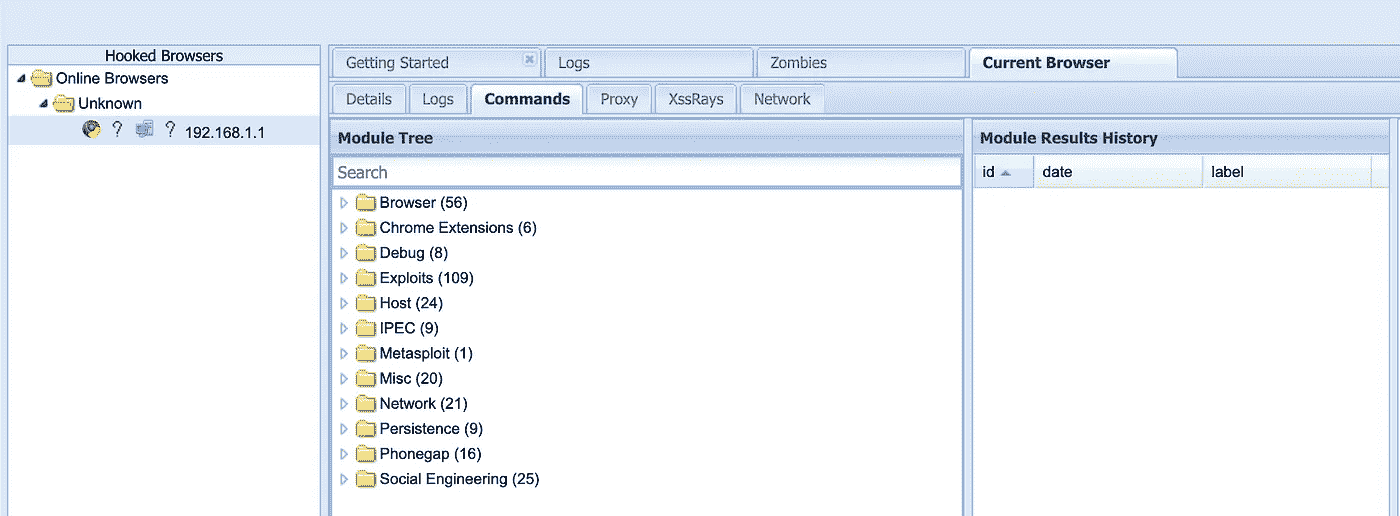 Hooked Browsers
Online Browsers
Unknown
? ? 192.168.1.1
Getting Started Logs Zombies Current Browser
Details Logs Commands Proxy XssRays Network
Module Tree
Search
Browser (56)
Chrome Extensions (6)
Debug (8)
Exploits (109)
Host (24)
IPEC (9)
Metasploit (1)
Misc (20)
Network (21)
Persistence (9)
Phonegap (16)
Social Engineering (25)
Module Results History
id date label